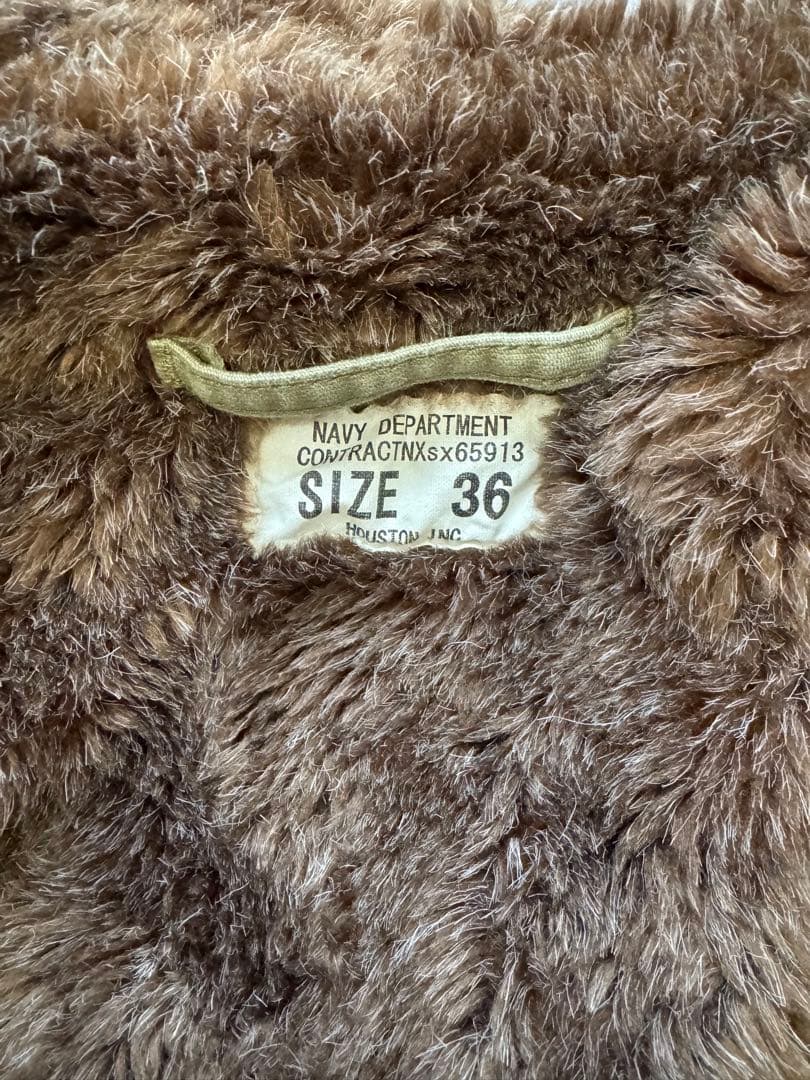 NAVY DEPARTMENT
CONTRACTNXsx65913
SIZE 36
HOUSTON INC